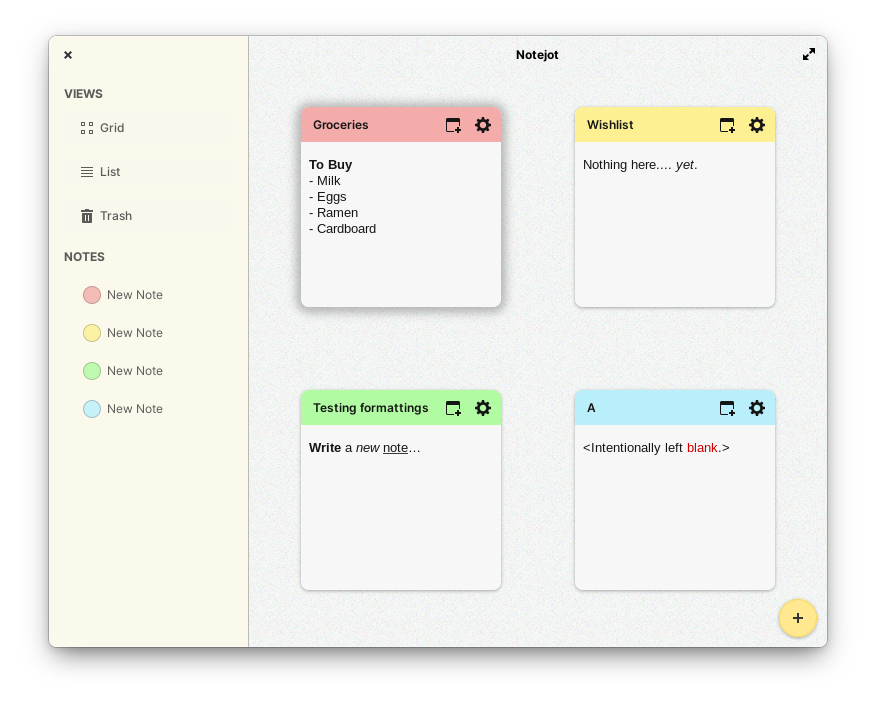 Notejot
VIEWS
Grid
List
Trash
NOTES
New Note
New Note
New Note
New Note
Groceries
To Buy
- Milk
- Eggs
- Ramen
- Cardboard
Wishlist
Nothing here.... yet.
Testing formattings
Write a new note...
A
<Intentionally left blank.>